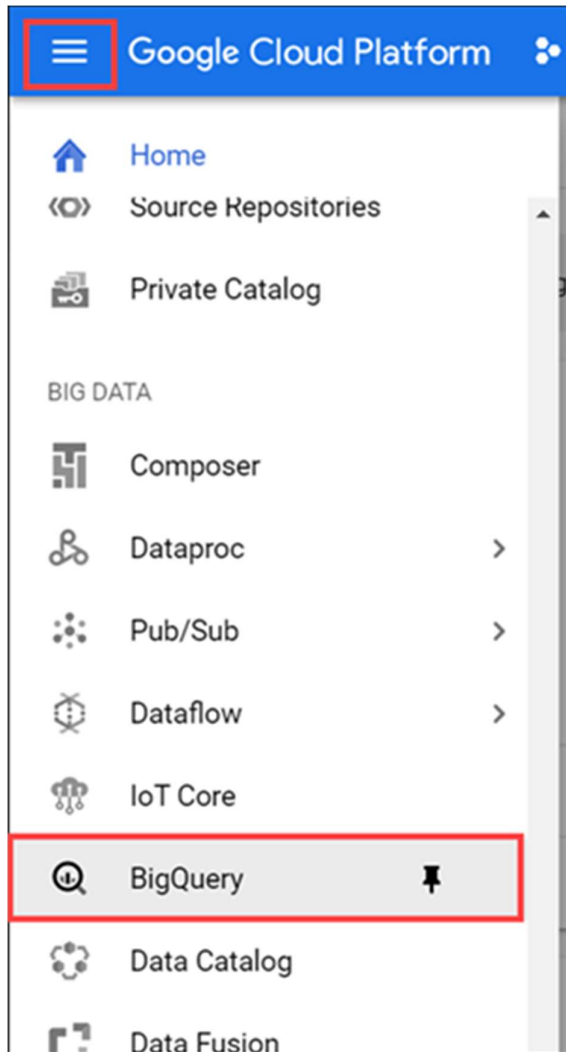 Google Cloud Platform
Home
Source Repositories
Private Catalog
BIG DATA
Composer
Dataproc
Pub/Sub
Dataflow
IoT Core
BigQuery
Data Catalog
Data Fusion